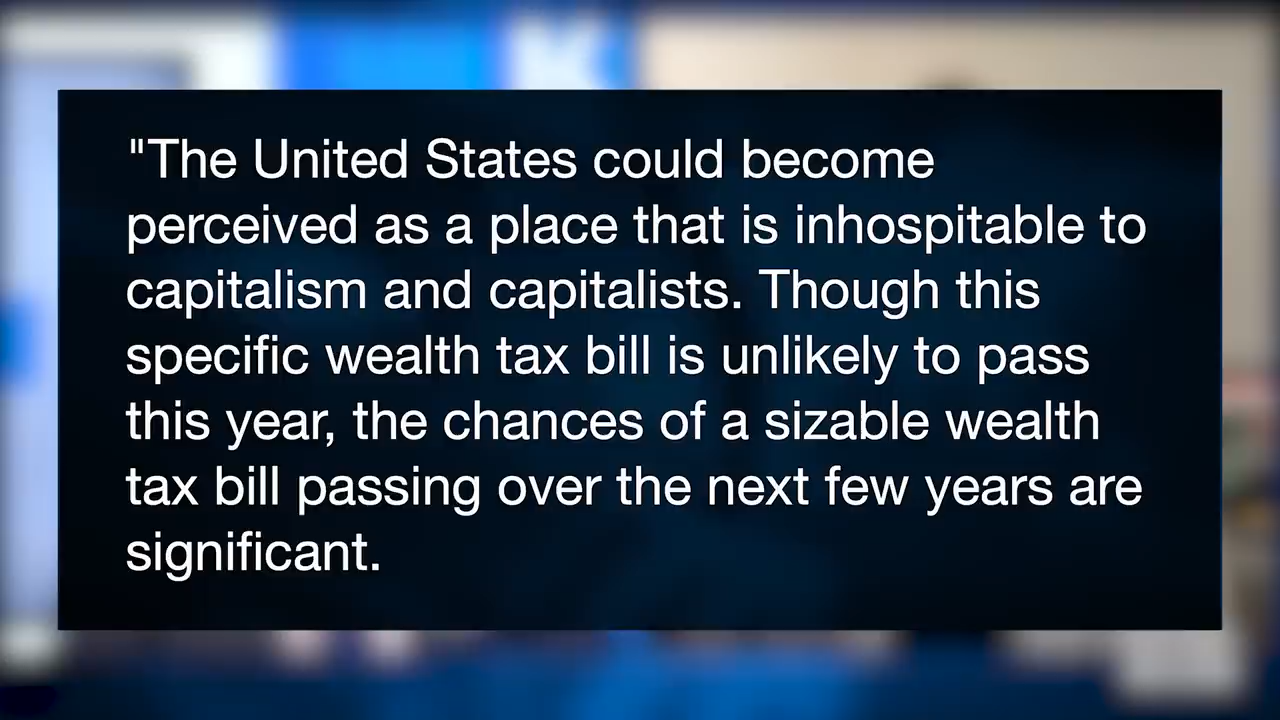 "The United States could become
perceived as a place that is inhospitable to
capitalism and capitalists. Though this
specific wealth tax bill is unlikely to pass
this year, the chances of a sizable wealth
tax bill passing over the next few years are
significant.